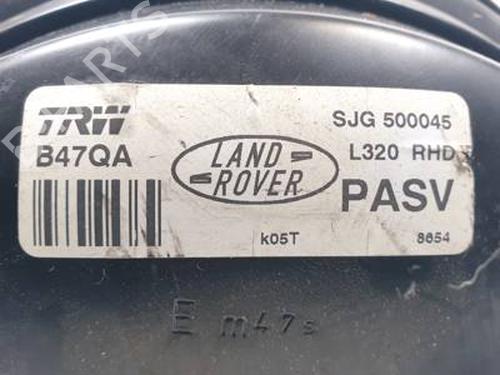 TRW
SJG 500045
B47QA
LAND
ROVER
L320 RHD
PASV
k05T
8654
E m47s